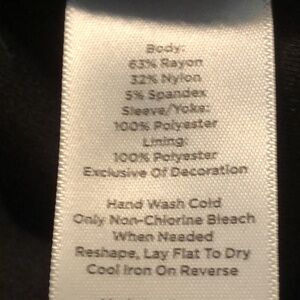 Body:
63% Rayon
32% Nylon
5% Spandex
Sleeve/Yoke:
100% Polyester
Lining:
100% Polyester
Exclusive Of Decoration
Hand Wash Cold
Only Non-Chlorine Bleach
When Needed
Reshape, Lay Flat To Dry
Cool Iron On Reverse